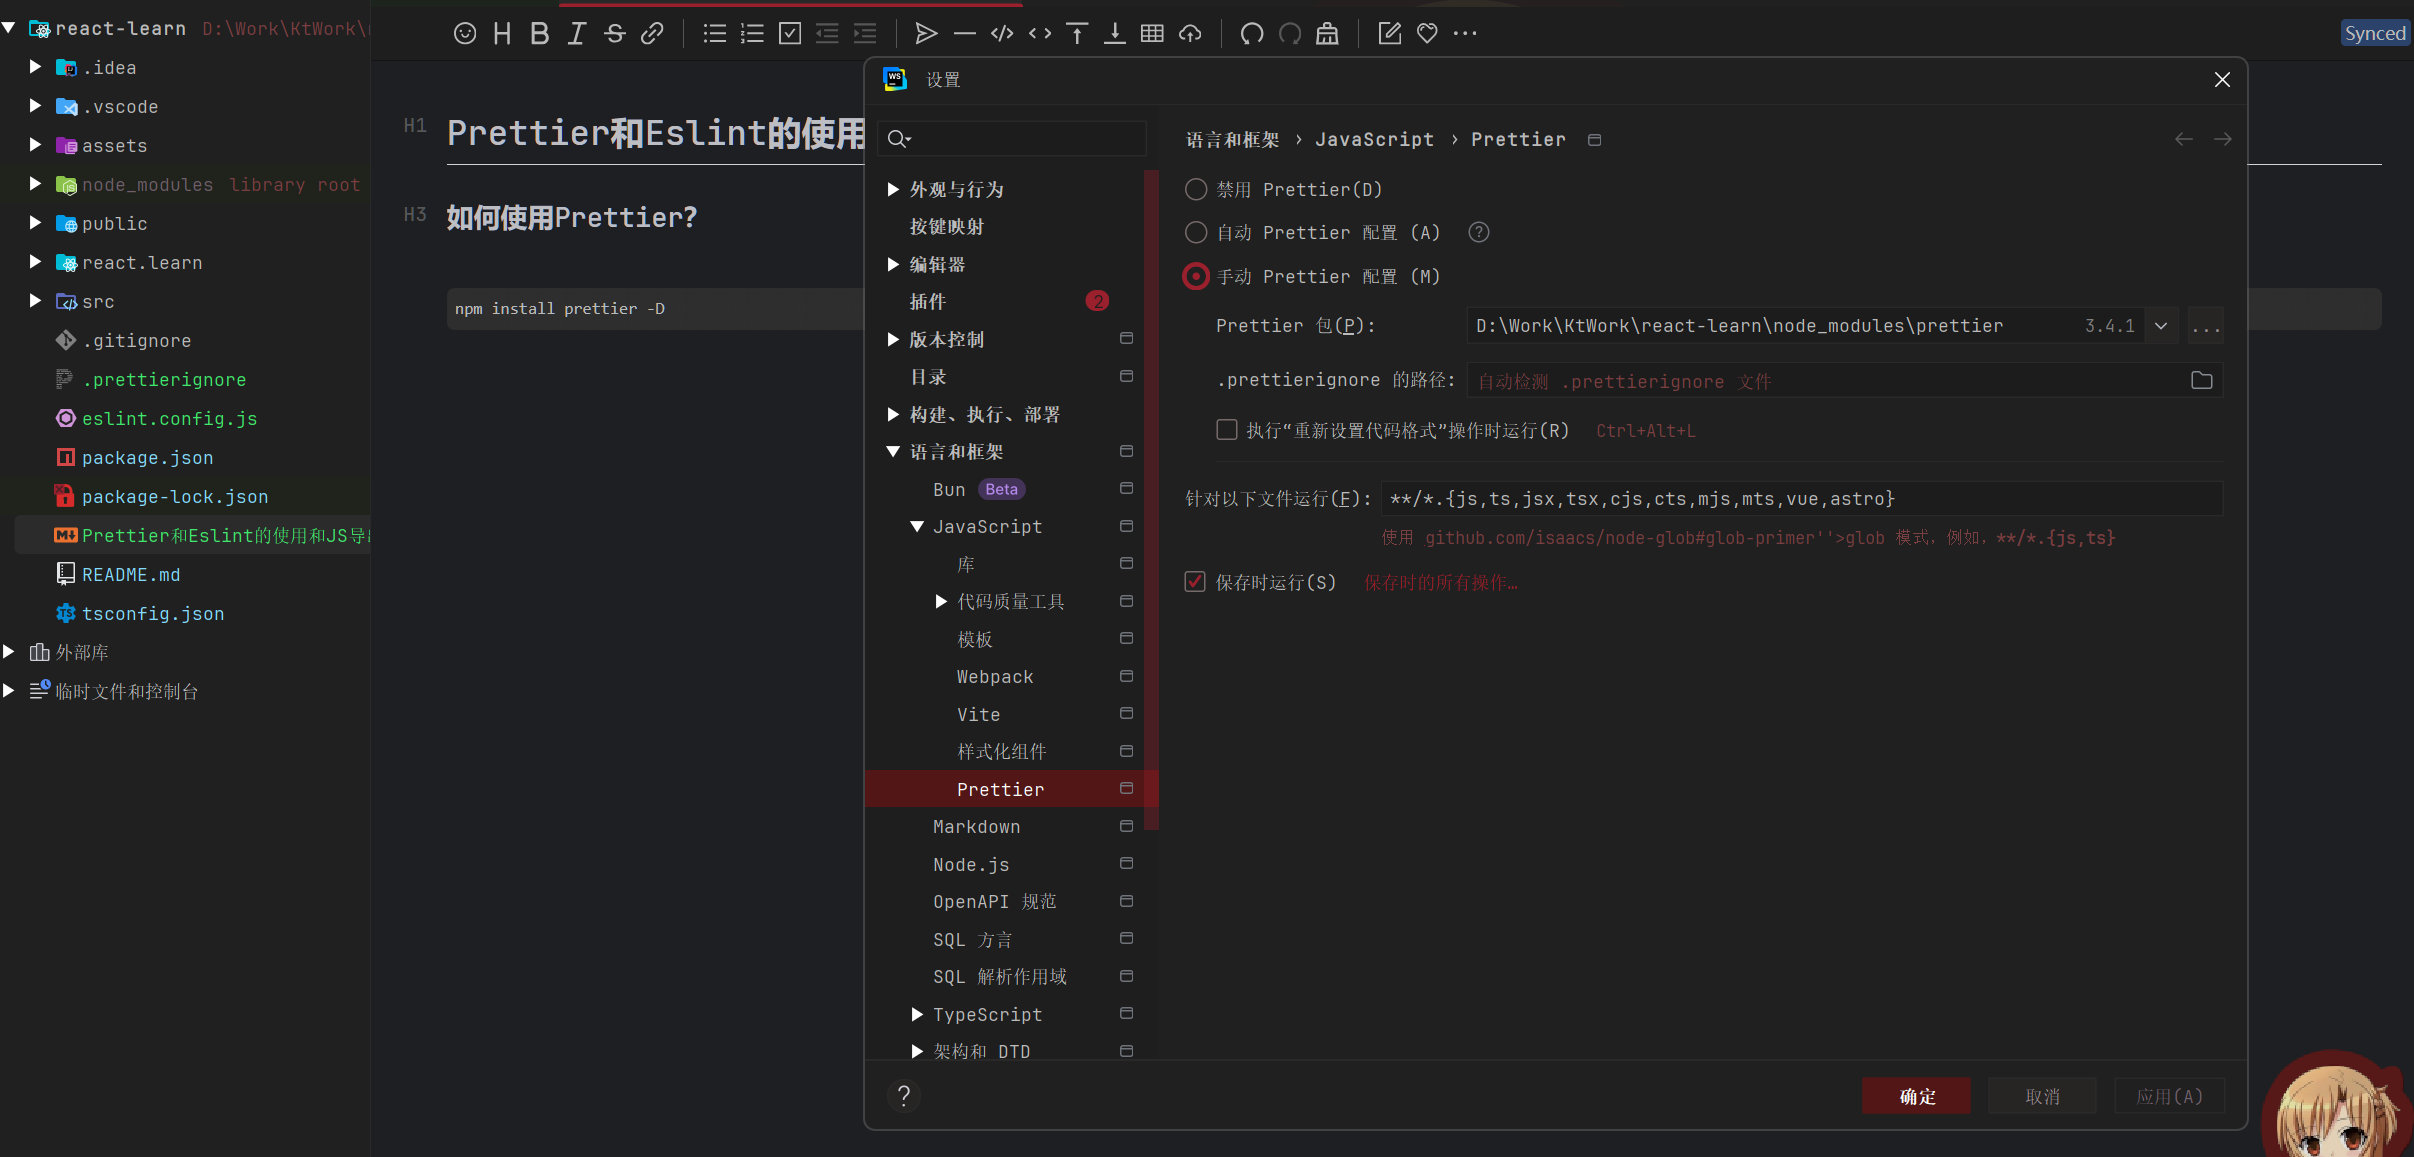 react-learn D:\Work\KtWork\
.idea
.vscode
assets
node_modules library root
public
react.learn
src
.gitignore
.prettierignore
eslint.config.js
package.json
package-lock.json
Prettier和Eslint的使用和JS导
README.md
tsconfig.json
外部库
临时文件和控制台
Synced
H1 Prettier和Eslint的使用
H3 如何使用Prettier?
npm install prettier -D
WS 设置
外观与行为
按键映射
编辑器
插件 2
版本控制
目录
构建、执行、部署
语言和框架
Bun Beta
JavaScript
库
代码质量工具
模板
Webpack
Vite
样式化组件
Prettier
Markdown
Node.js
OpenAPI 规范
SQL 方言
SQL 解析作用域
TypeScript
架构和 DTD
语言和框架 › JavaScript › Prettier
禁用 Prettier(D)
自动 Prettier 配置 (A) ?
手动 Prettier 配置 (M)
Prettier 包(P): D:\Work\KtWork\react-learn\node_modules\prettier 3.4.1 ...
.prettierignore 的路径: 自动检测 .prettierignore 文件
执行“重新设置代码格式”操作时运行(R) Ctrl+Alt+L
针对以下文件运行(F): **/*.{js,ts,jsx,tsx,cjs,cts,mjs,mts,vue,astro}
使用 github.com/isaacs/node-glob#glob-primer''>glob 模式，例如，**/*.{js,ts}
保存时运行(S) 保存时的所有操作…
? 确定 取消 应用(A)